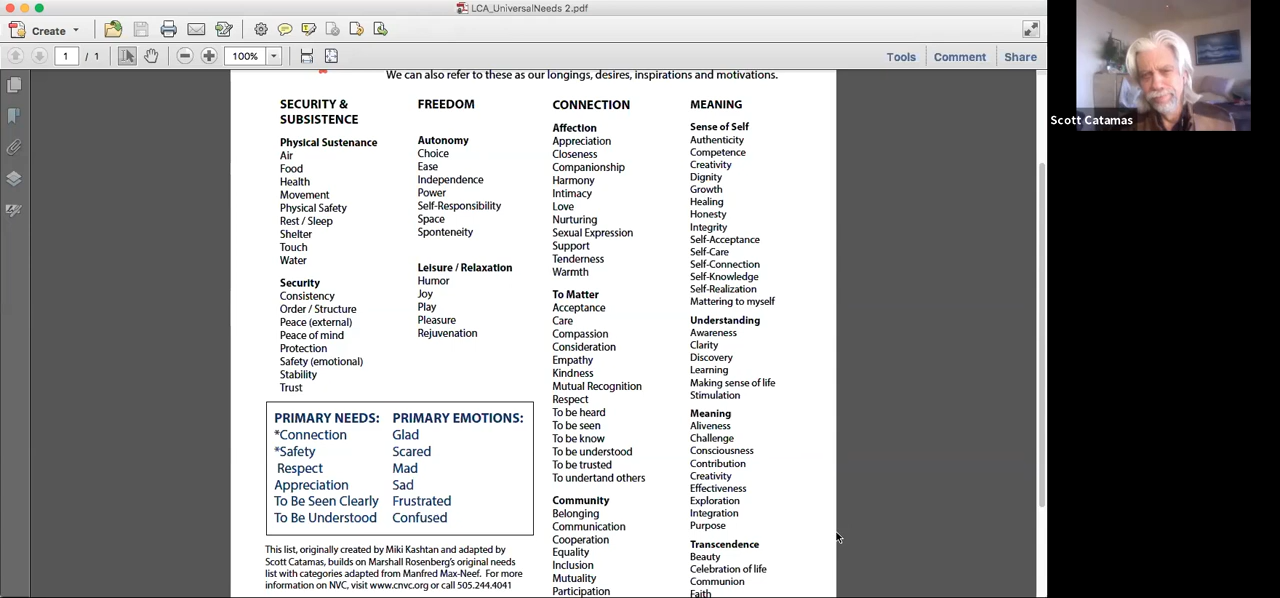 LCA_UniversalNeeds 2.pdf
Create
1 / 1
100%
Tools
Comment
Share
Scott Catamas
We can also refer to these as our longings, desires, inspirations and motivations.
SECURITY &
SUBSISTENCE
Physical Sustenance
Air
Food
Health
Movement
Physical Safety
Rest / Sleep
Shelter
Touch
Water
Security
Consistency
Order / Structure
Peace (external)
Peace of mind
Protection
Safety (emotional)
Stability
Trust
FREEDOM
Autonomy
Choice
Ease
Independence
Power
Self-Responsibility
Space
Sponteneity
Leisure / Relaxation
Humor
Joy
Play
Pleasure
Rejuvenation
CONNECTION
Affection
Appreciation
Closeness
Companionship
Harmony
Intimacy
Love
Nurturing
Sexual Expression
Support
Tenderness
Warmth
To Matter
Acceptance
Care
Compassion
Consideration
Empathy
Kindness
Mutual Recognition
Respect
To be heard
To be seen
To be know
To be understood
To be trusted
To undertand others
Community
Belonging
Communication
Cooperation
Equality
Inclusion
Mutuality
Participation
MEANING
Sense of Self
Authenticity
Competence
Creativity
Dignity
Growth
Healing
Honesty
Integrity
Self-Acceptance
Self-Care
Self-Connection
Self-Knowledge
Self-Realization
Mattering to myself
Understanding
Awareness
Clarity
Discovery
Learning
Making sense of life
Stimulation
Meaning
Aliveness
Challenge
Consciousness
Contribution
Creativity
Effectiveness
Exploration
Integration
Purpose
Transcendence
Beauty
Celebration of life
Communion
Faith
PRIMARY NEEDS: PRIMARY EMOTIONS:
*Connection Glad
*Safety Scared
Respect Mad
Appreciation Sad
To Be Seen Clearly Frustrated
To Be Understood Confused
This list, originally created by Miki Kashtan and adapted by
Scott Catamas, builds on Marshall Rosenberg's original needs
list with categories adapted from Manfred Max-Neef. For more
information on NVC, visit www.cnvc.org or call 505.244.4041